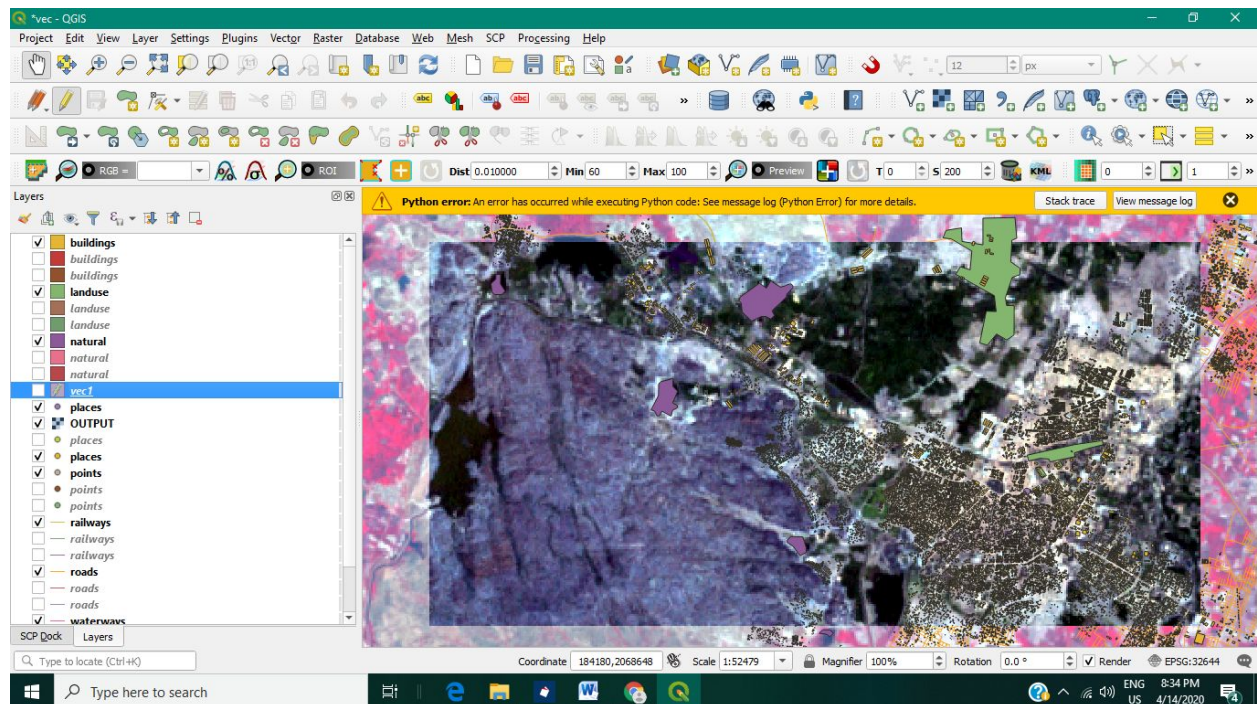 *vec - QGIS
Project Edit View Layer Settings Plugins Vector Raster Database Web Mesh SCP Processing Help
12 px
abc abc abc
RGB = ROI Dist 0.010000 Min 60 Max 100 Preview T 0 S 200 KML 0 1
Layers
Python error: An error has occurred while executing Python code: See message log (Python Error) for more details. Stack trace View message log
buildings
buildings
buildings
landuse
landuse
landuse
natural
natural
natural
vec1
places
OUTPUT
places
places
points
points
points
railways
railways
railways
roads
roads
roads
waterways
SCP Dock Layers
Type to locate (Ctrl+K) Coordinate 184180,2068648 Scale 1:52479 Magnifier 100% Rotation 0.0 ° Render EPSG:32644
Type here to search
ENG 8:34 PM
US 4/14/2020 4